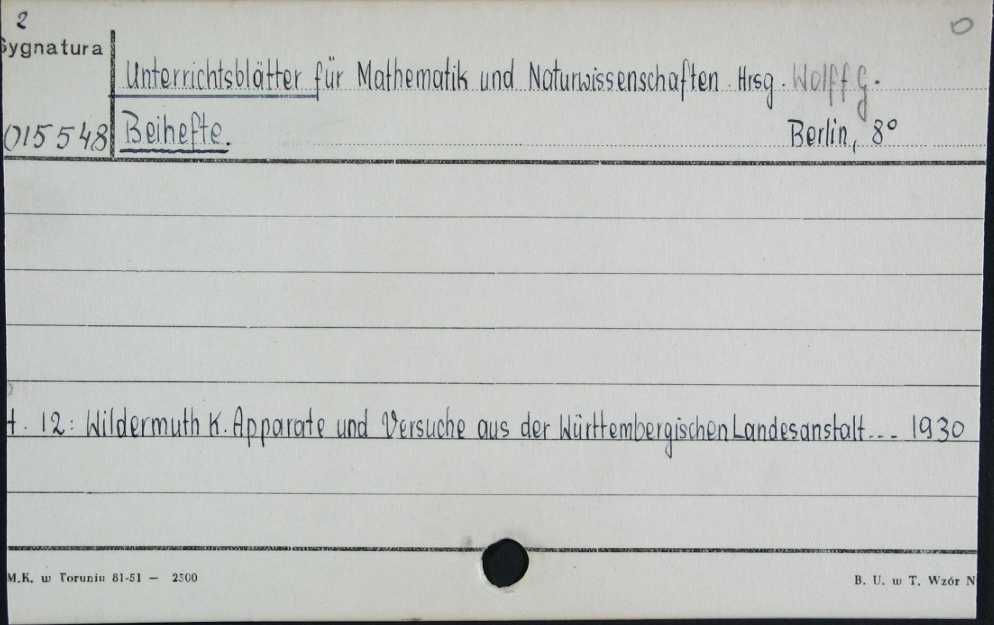 2
Sygnatura
Unterrichtsblätter für Mathematik und Naturwissenschaften. Hrsg. Wolff G.
015548 Beihefte. Berlin, 8°
H. 12: Wildermuth K. Apparate und Versuche aus der Württembergischen Landesanstalt... 1930
M.K. w Toruniu 81-51 — 2500
B. U. w T. Wzór N